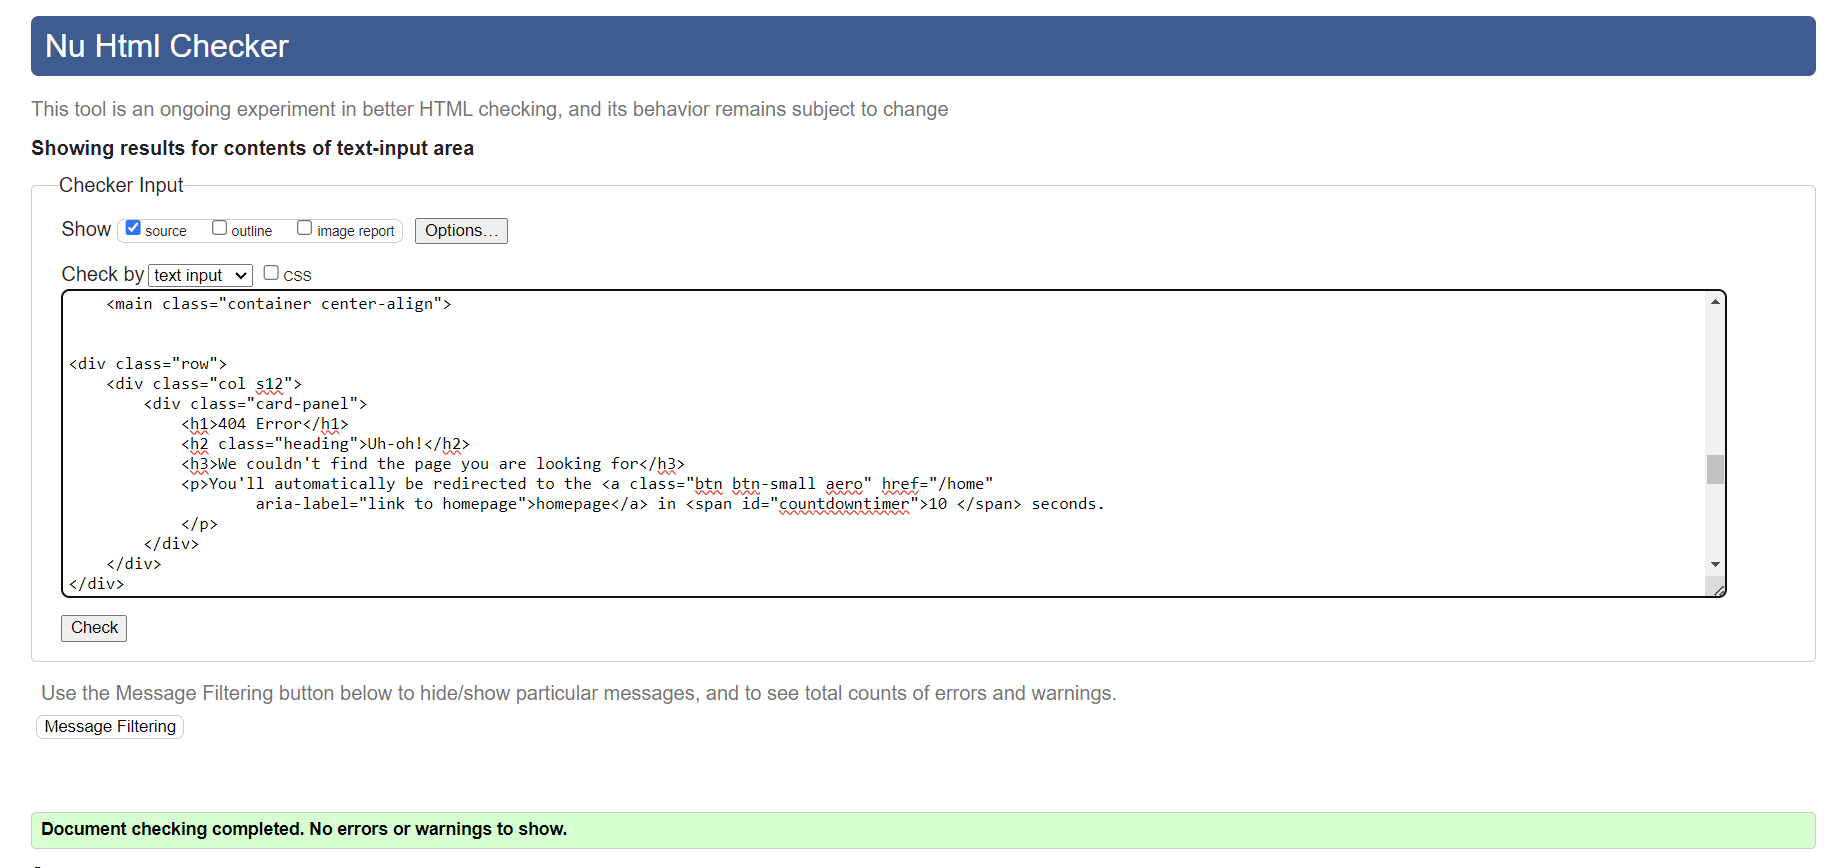 Nu Html Checker
This tool is an ongoing experiment in better HTML checking, and its behavior remains subject to change
Showing results for contents of text-input area
Checker Input
Show source outline image report Options...
Check by text input CSS
<main class="container center-align">
<div class="row">
<div class="col s12">
<div class="card-panel">
<h1>404 Error</h1>
<h2 class="heading">Uh-oh!</h2>
<h3>We couldn't find the page you are looking for</h3>
<p>You'll automatically be redirected to the <a class="btn btn-small aero" href="/home"
aria-label="link to homepage">homepage</a> in <span id="countdowntimer">10 </span> seconds.
</p>
</div>
</div>
</div>
Check
Use the Message Filtering button below to hide/show particular messages, and to see total counts of errors and warnings.
Message Filtering
Document checking completed. No errors or warnings to show.